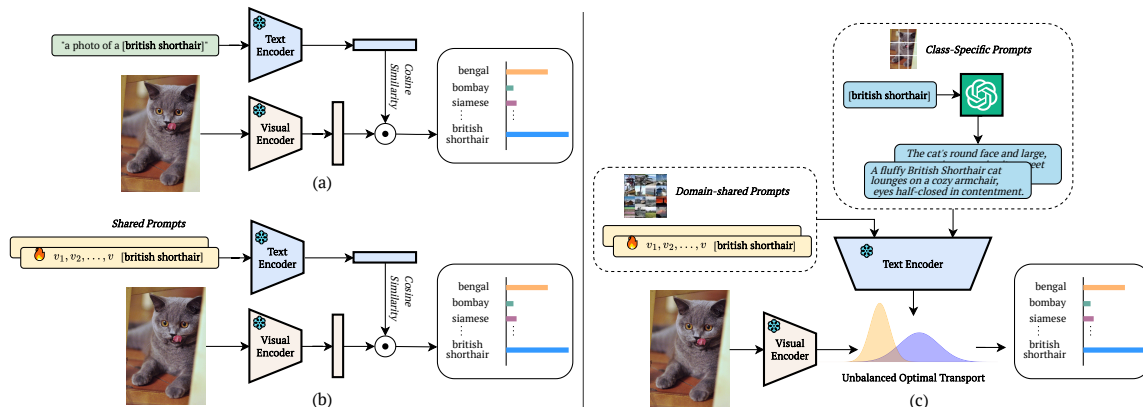 "a photo of a [british shorthair]"
Text
Encoder
Cosine
Similarity
Visual
Encoder
bengal
bombay
siamese
british
shorthair
(a)
Shared Prompts
v1, v2, . . . , v [british shorthair]
Text
Encoder
Cosine
Similarity
Visual
Encoder
bengal
bombay
siamese
british
shorthair
(b)
Class-Specific Prompts
[british shorthair]
The cat's round face and large,
eet
A fluffy British Shorthair cat
lounges on a cozy armchair,
eyes half-closed in contentment.
Domain-shared Prompts
v1, v2, . . . , v [british shorthair]
Text Encoder
Visual
Encoder
Unbalanced Optimal Transport
bengal
bombay
siamese
british
shorthair
(c)